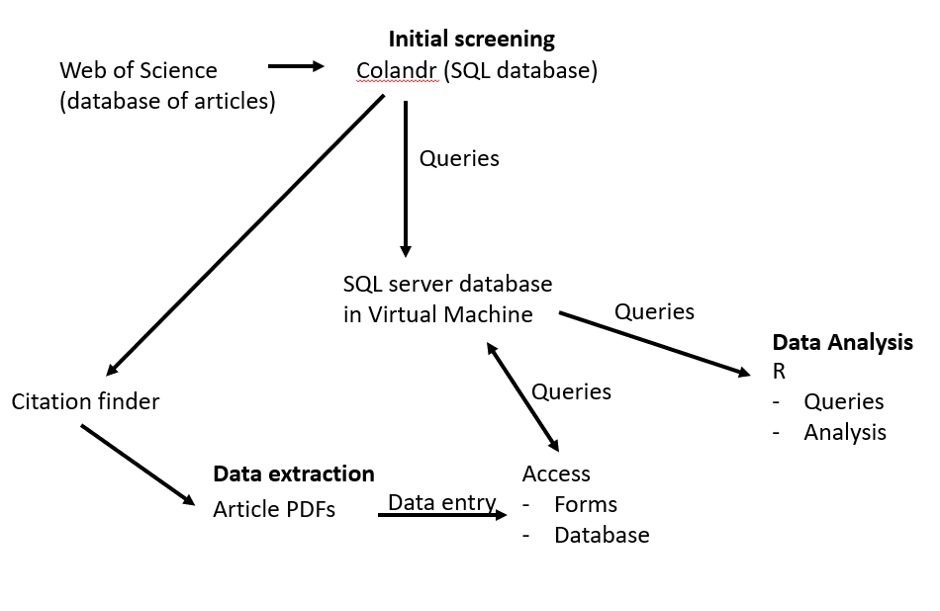 Initial screening
Web of Science
(database of articles)
Colandr (SQL database)
Queries
SQL server database
in Virtual Machine
Queries
Data Analysis
R
- Queries
- Analysis
Queries
Citation finder
Data extraction
Article PDFs
Data entry
Access
- Forms
- Database